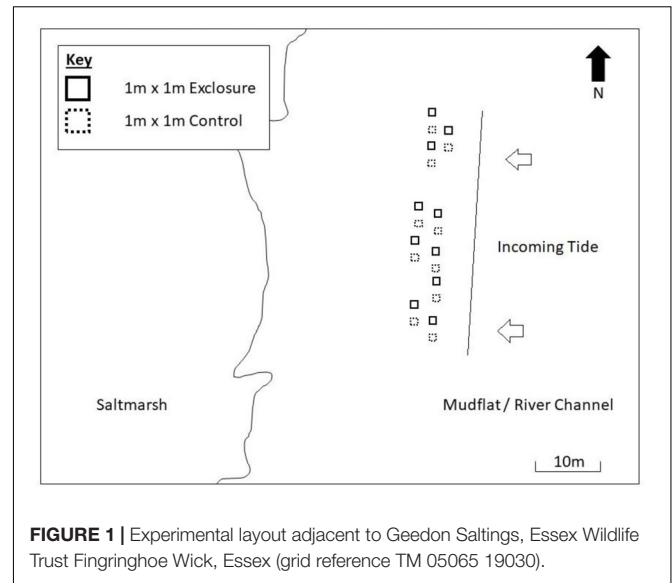 Key
1m x 1m Exclosure
1m x 1m Control
N
Incoming Tide
Saltmarsh
Mudflat / River Channel
10m
FIGURE 1 | Experimental layout adjacent to Geedon Saltings, Essex Wildlife
Trust Fingringhoe Wick, Essex (grid reference TM 05065 19030).